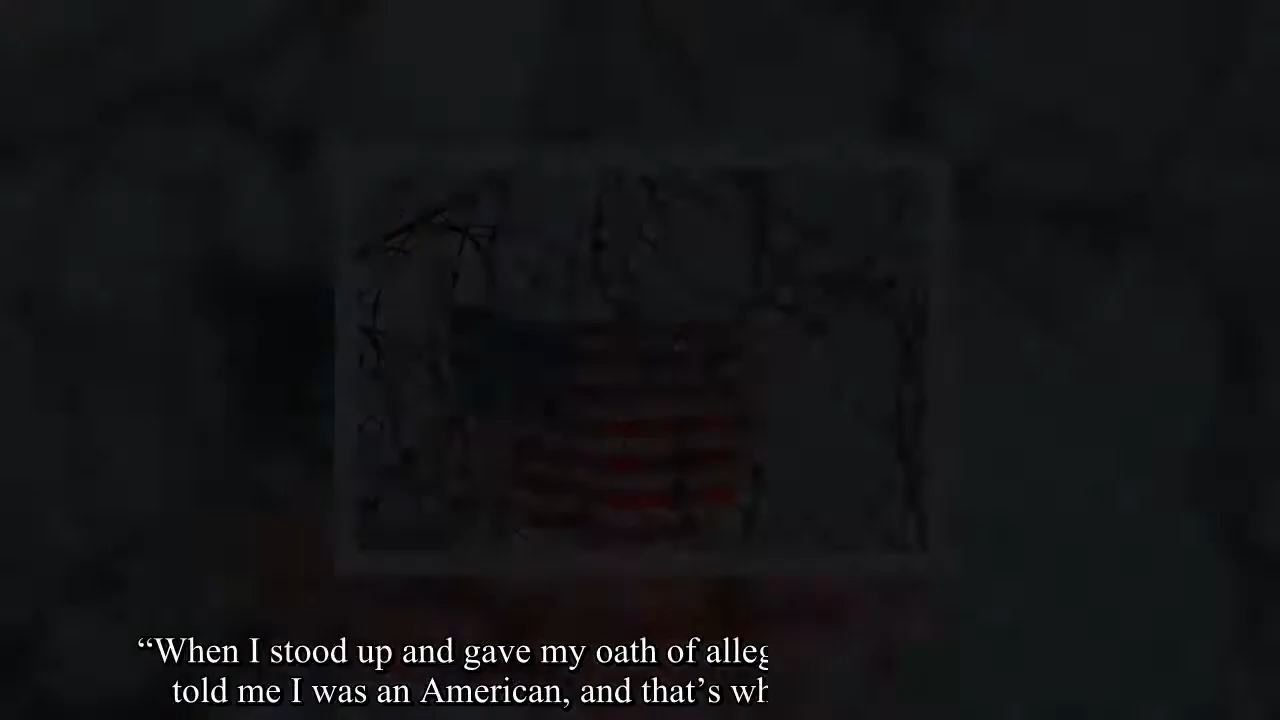 “When I stood up and gave my oath of
told me I was an American, and that’s